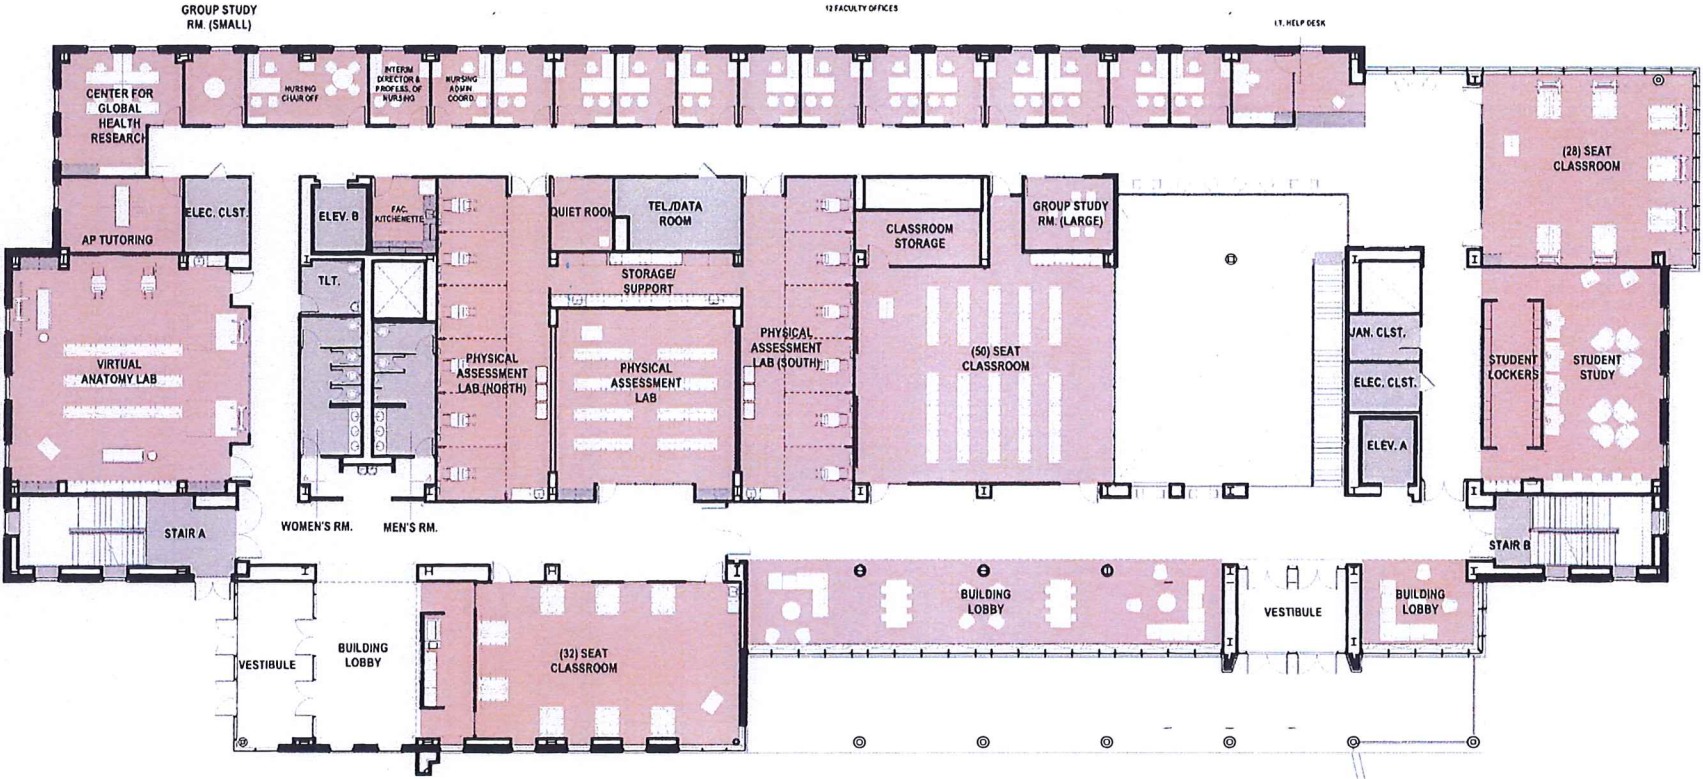 GROUP STUDY
RM. (SMALL)
12 FACULTY OFFICES
I.T. HELP DESK
CENTER FOR
GLOBAL
HEALTH
RESEARCH
NURSING
CHAIR OFF
INTERIM
DIRECTOR &
PROFESS. OF
NURSING
NURSING
ADMIN
COORD.
(28) SEAT
CLASSROOM
AP TUTORING
ELEC. CLST.
ELEV. B
FAC.
KITCHENETTE
QUIET ROOM
TEL./DATA
ROOM
CLASSROOM
STORAGE
GROUP STUDY
RM. (LARGE)
TLT.
STORAGE/
SUPPORT
VIRTUAL
ANATOMY LAB
PHYSICAL
ASSESSMENT
LAB (NORTH)
PHYSICAL
ASSESSMENT
LAB
PHYSICAL
ASSESSMENT
LAB (SOUTH)
(50) SEAT
CLASSROOM
JAN. CLST.
ELEC. CLST.
ELEV. A
STUDENT
LOCKERS
STUDENT
STUDY
STAIR A
WOMEN'S RM.
MEN'S RM.
STAIR B
VESTIBULE
BUILDING
LOBBY
(32) SEAT
CLASSROOM
BUILDING
LOBBY
VESTIBULE
BUILDING
LOBBY